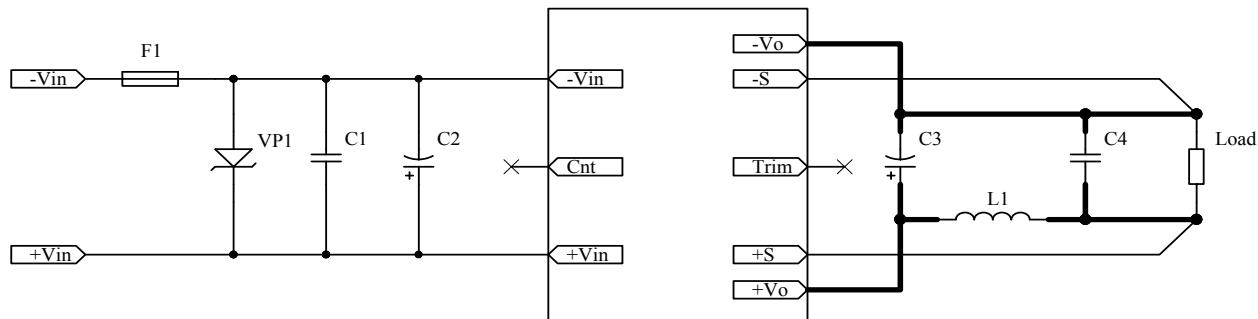 -Vo
F1
-Vin
-Vin
-S
VP1
C1
C2
C3
C4
Load
+
Cnt
Trim
+
L1
+Vin
+Vin
+S
+Vo